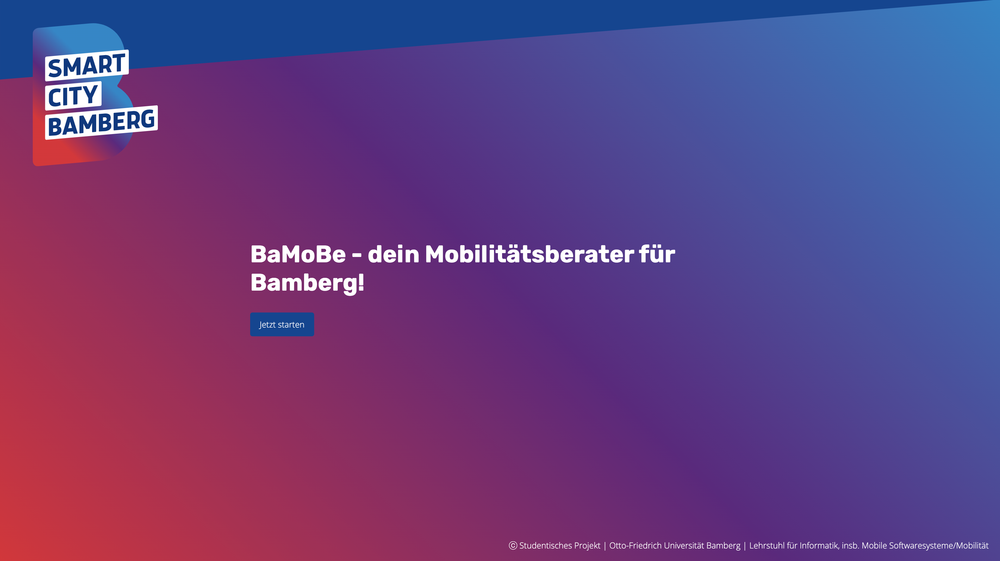 SMART
CITY
BAMBERG
BaMoBe - dein Mobilitätsberater für
Bamberg!
Jetzt starten
© Studentisches Projekt | Otto-Friedrich Universität Bamberg | Lehrstuhl für Informatik, insb. Mobile Softwaresysteme/Mobilität